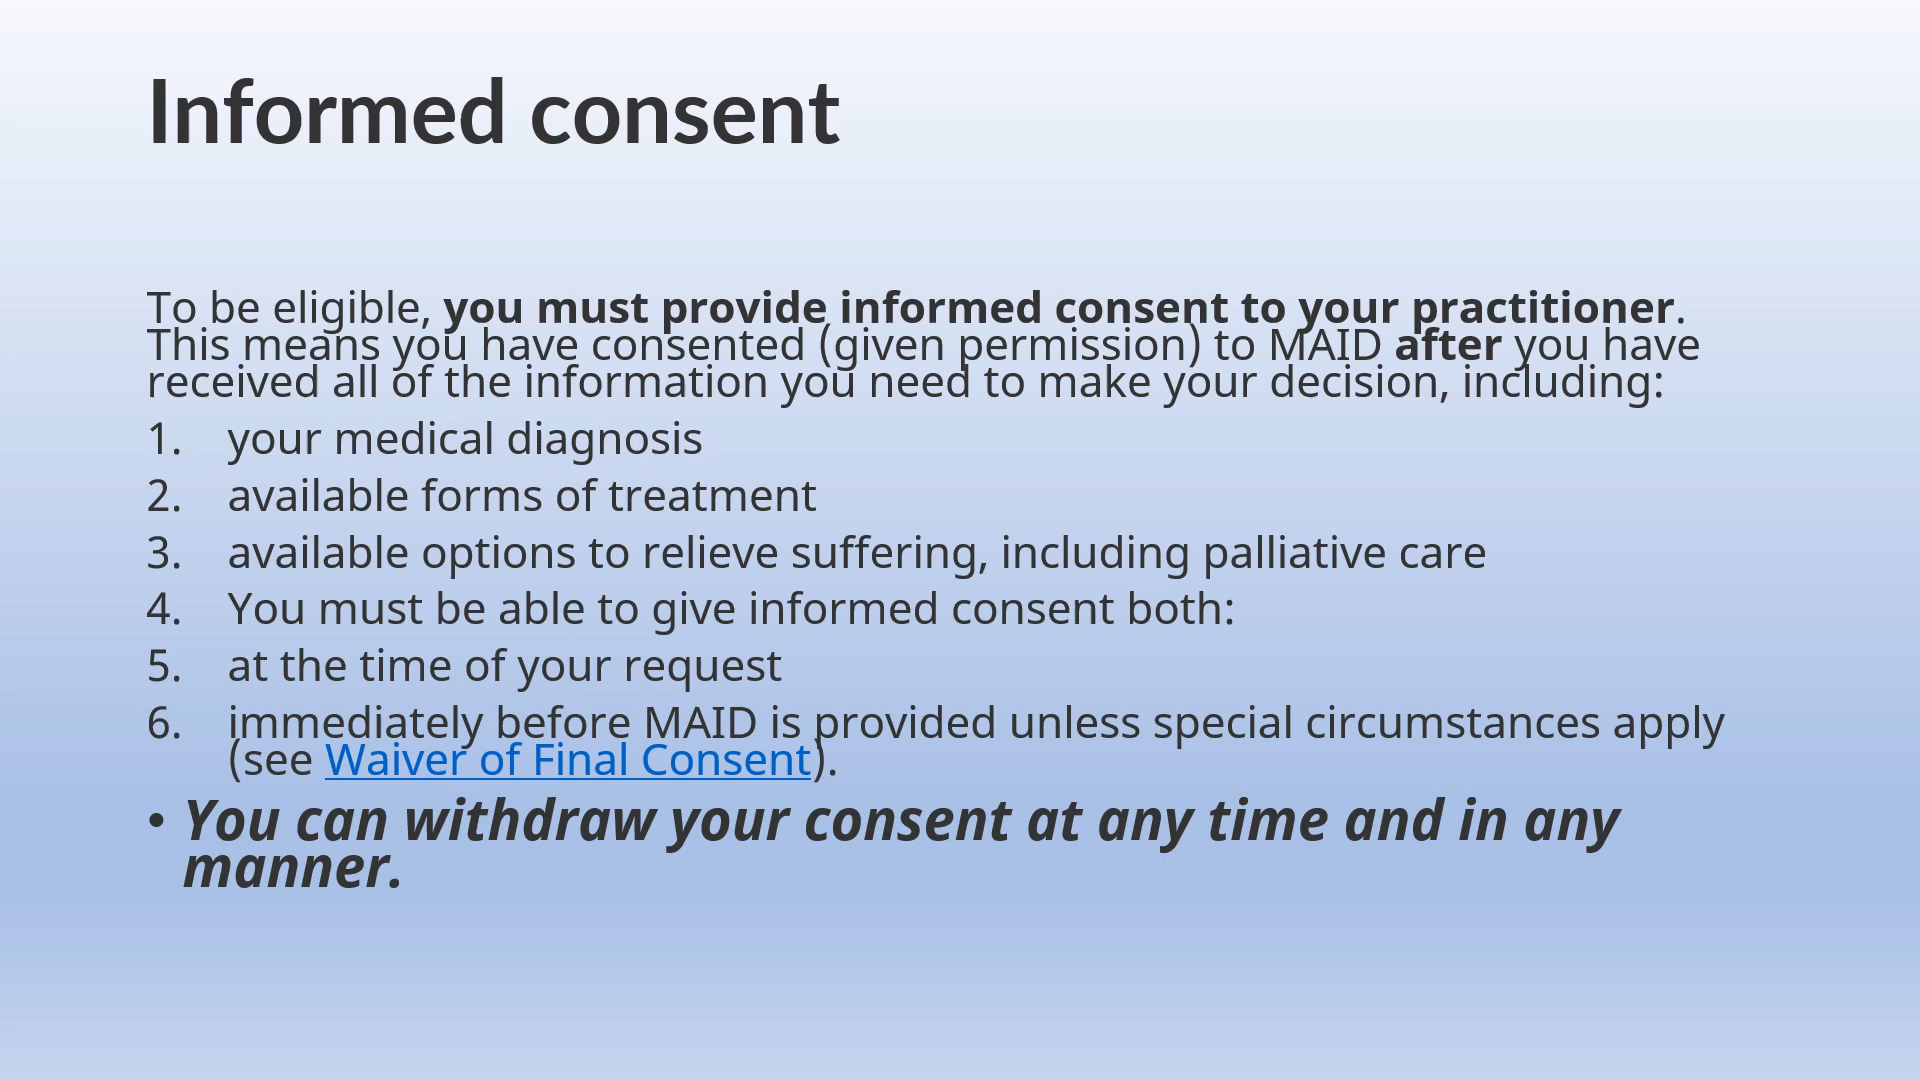 Informed consent
To be eligible, you must provide informed consent to your practitioner.
This means you have consented (given permission) to MAID after you have
received all of the information you need to make your decision, including:
1. your medical diagnosis
2. available forms of treatment
3. available options to relieve suffering, including palliative care
4. You must be able to give informed consent both:
5. at the time of your request
6. immediately before MAID is provided unless special circumstances apply
(see Waiver of Final Consent).
• You can withdraw your consent at any time and in any
manner.